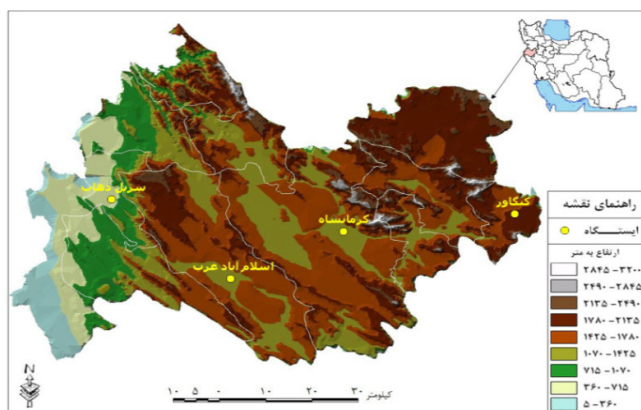 سرپل ذهاب
کنگاور
کرمانشاه
اسلام آباد غرب
راهنمای نقشه
ایستــــگاه
ارتفاع به متر
۲۸۴۵-۳۲۰۰
۲۴۹۰-۲۸۴۵
۲۱۳۵-۲۴۹۰
۱۷۸۰-۲۱۳۵
۱۴۲۵-۱۷۸۰
۱۰۷۰-۱۴۲۵
۷۱۵-۱۰۷۰
۳۶۰-۷۱۵
۵-۳۶۰
N
۱۰ ۵ ۰ ۱۰ ۲۰ ۳۰
کیلومتر